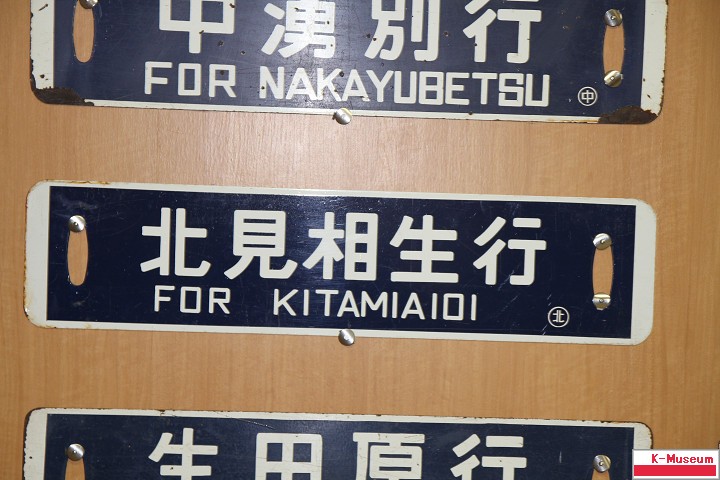 中湧別行
FOR NAKAYUBETSU ㊥
北見相生行
FOR KITAMIAIOI 北
生田原行
K-Museum